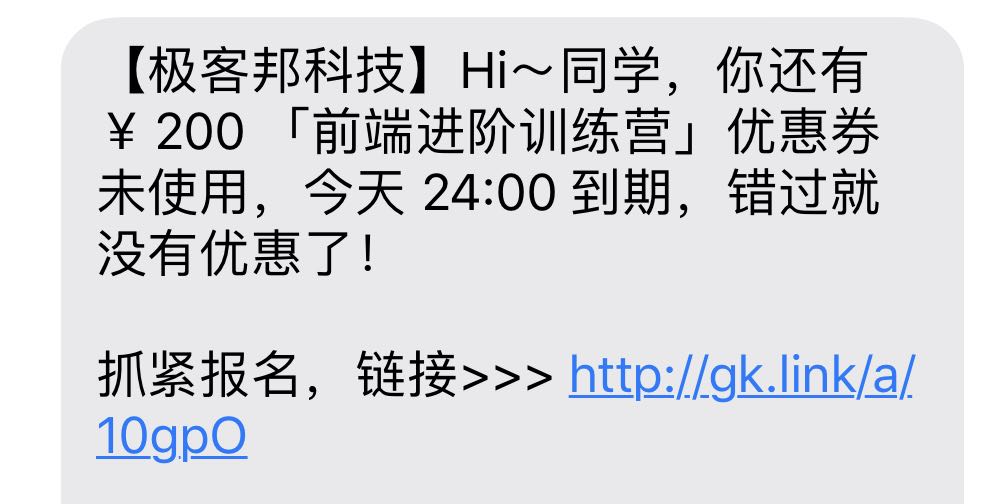 【极客邦科技】Hi～同学，你还有
￥200 「前端进阶训练营」优惠券
未使用，今天 24:00 到期，错过就
没有优惠了！
抓紧报名，链接>>> http://gk.link/a/
10gpO